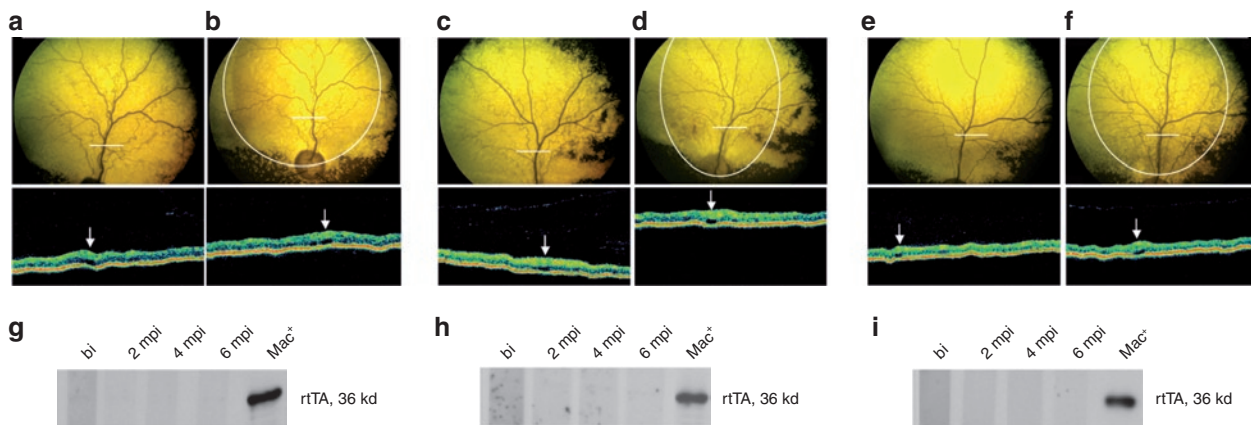 a b c d e f
g bi 2 mpi 4 mpi 6 mpi Mac+ rtTA, 36 kd
h bi 2 mpi 4 mpi 6 mpi Mac+ rtTA, 36 kd
i bi 2 mpi 4 mpi 6 mpi Mac+ rtTA, 36 kd